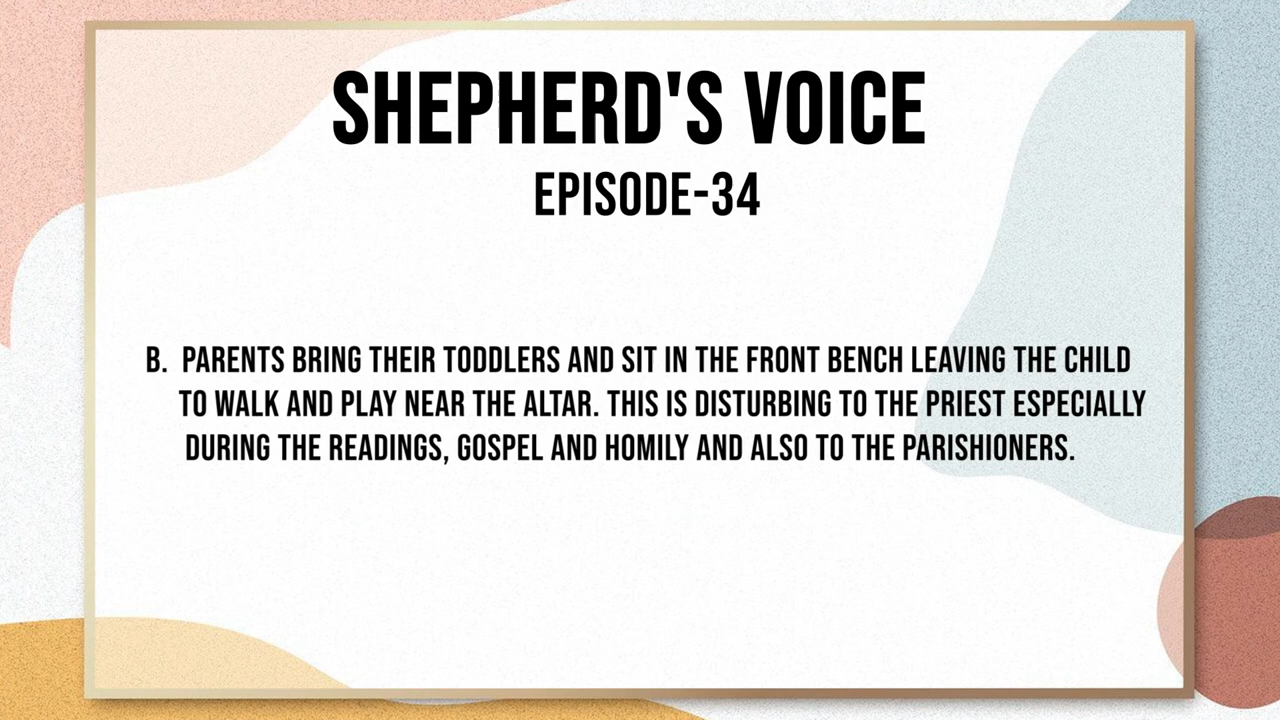 SHEPHERD'S VOICE
EPISODE-34
B. PARENTS BRING THEIR TODDLERS AND SIT IN THE FRONT BENCH LEAVING THE CHILD
TO WALK AND PLAY NEAR THE ALTAR. THIS IS DISTURBING TO THE PRIEST ESPECIALLY
DURING THE READINGS, GOSPEL AND HOMILY AND ALSO TO THE PARISHIONERS.